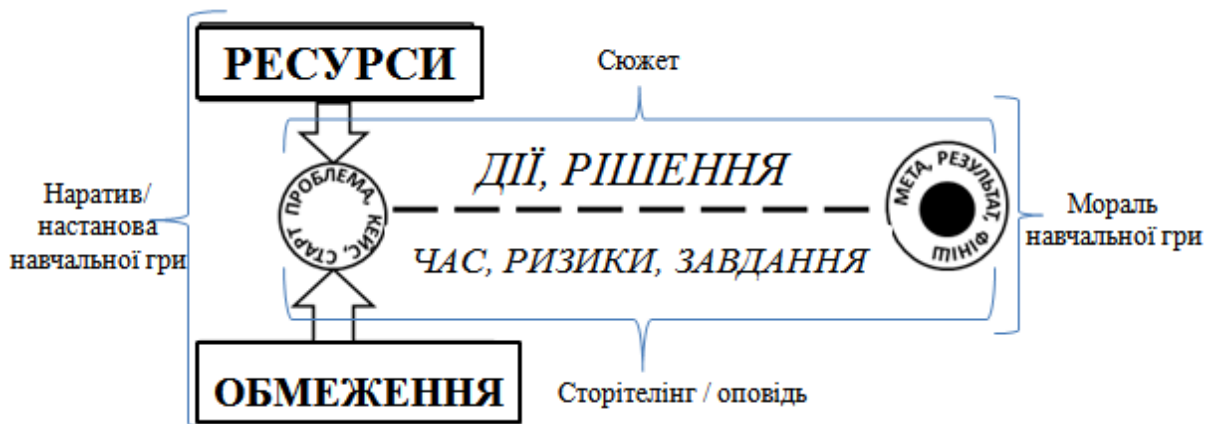 РЕСУРСИ
Сюжет
ДІЇ, РІШЕННЯ
ПРОБЛЕМА, КЕЙС, СТАРТ
МЕТА, РЕЗУЛЬТАТ, ФІНІШ
Наратив/
настанова
навчальної гри
Мораль
навчальної гри
ЧАС, РИЗИКИ, ЗАВДАННЯ
ОБМЕЖЕННЯ
Сторітелінг / оповідь